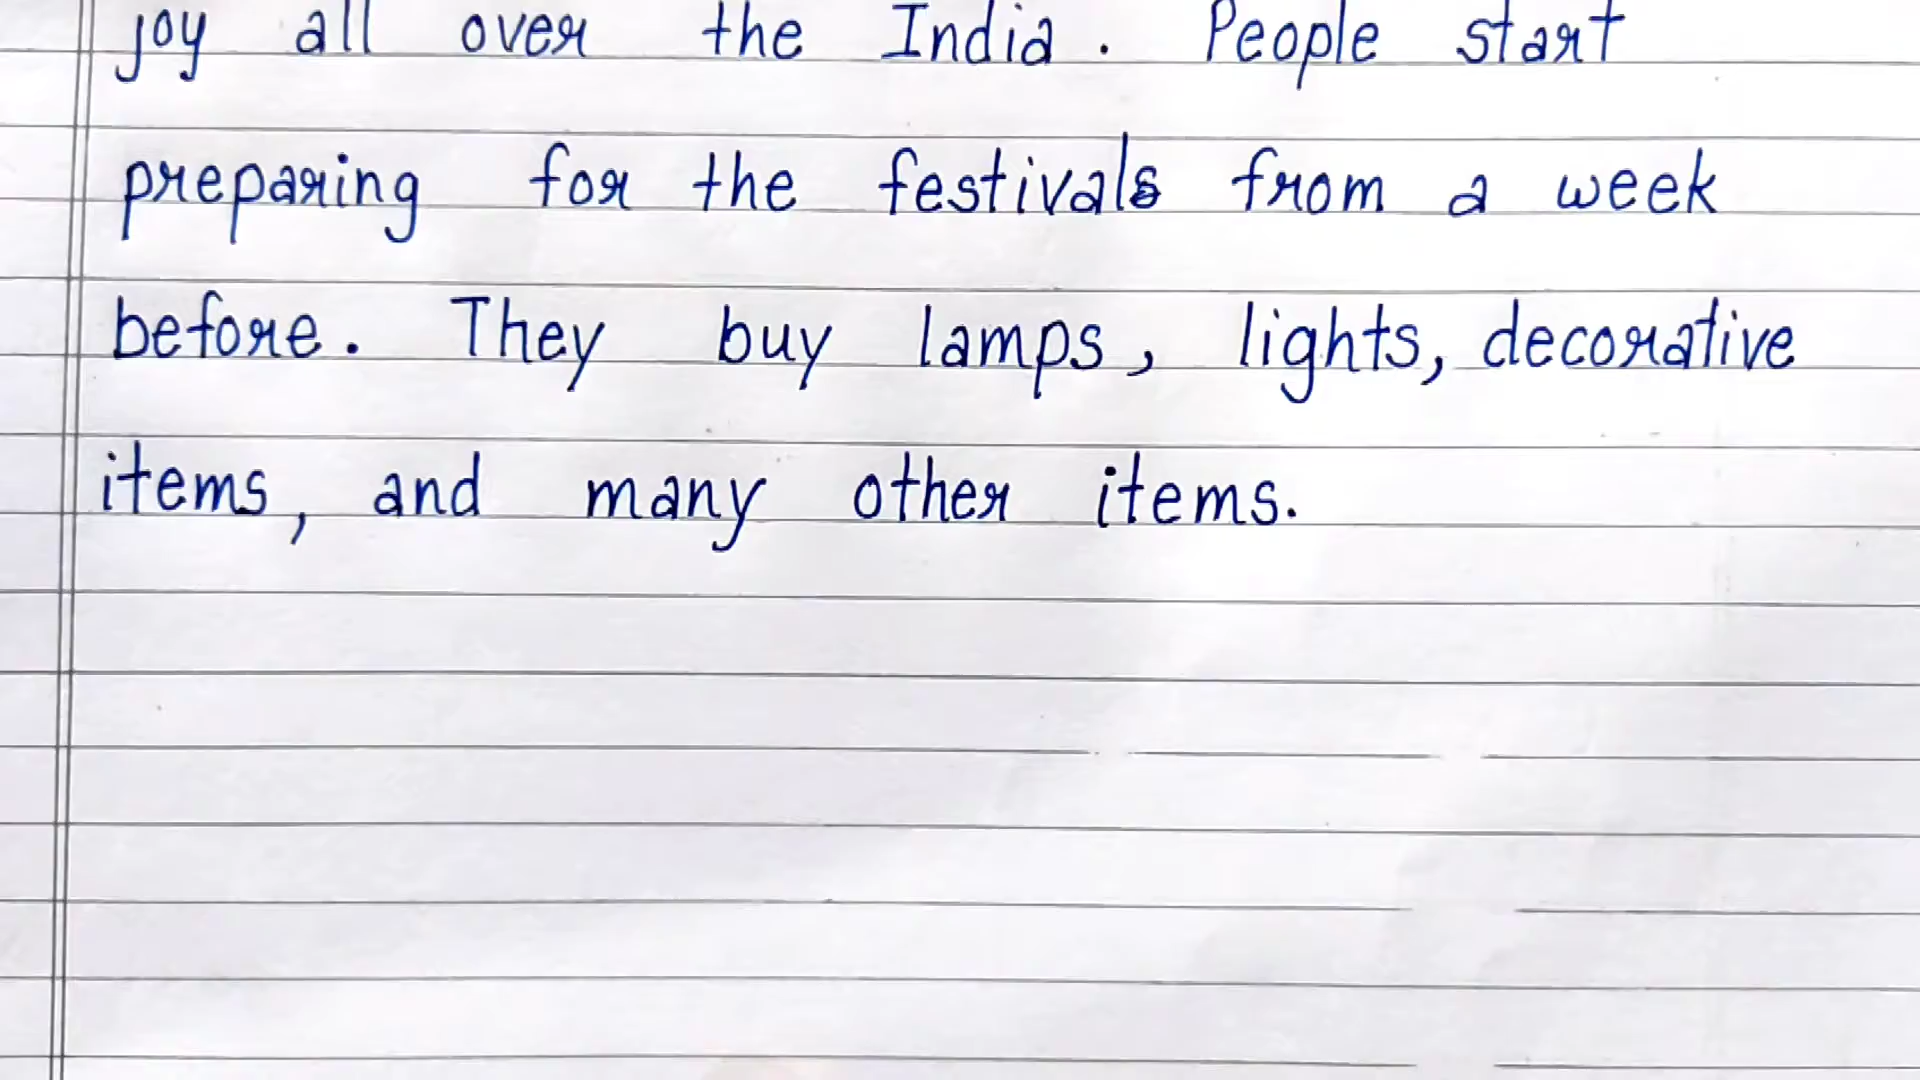 joy all over the India. People start
preparing for the festivals from a week
before. They buy lamps, lights, decorative
items, and many other items.